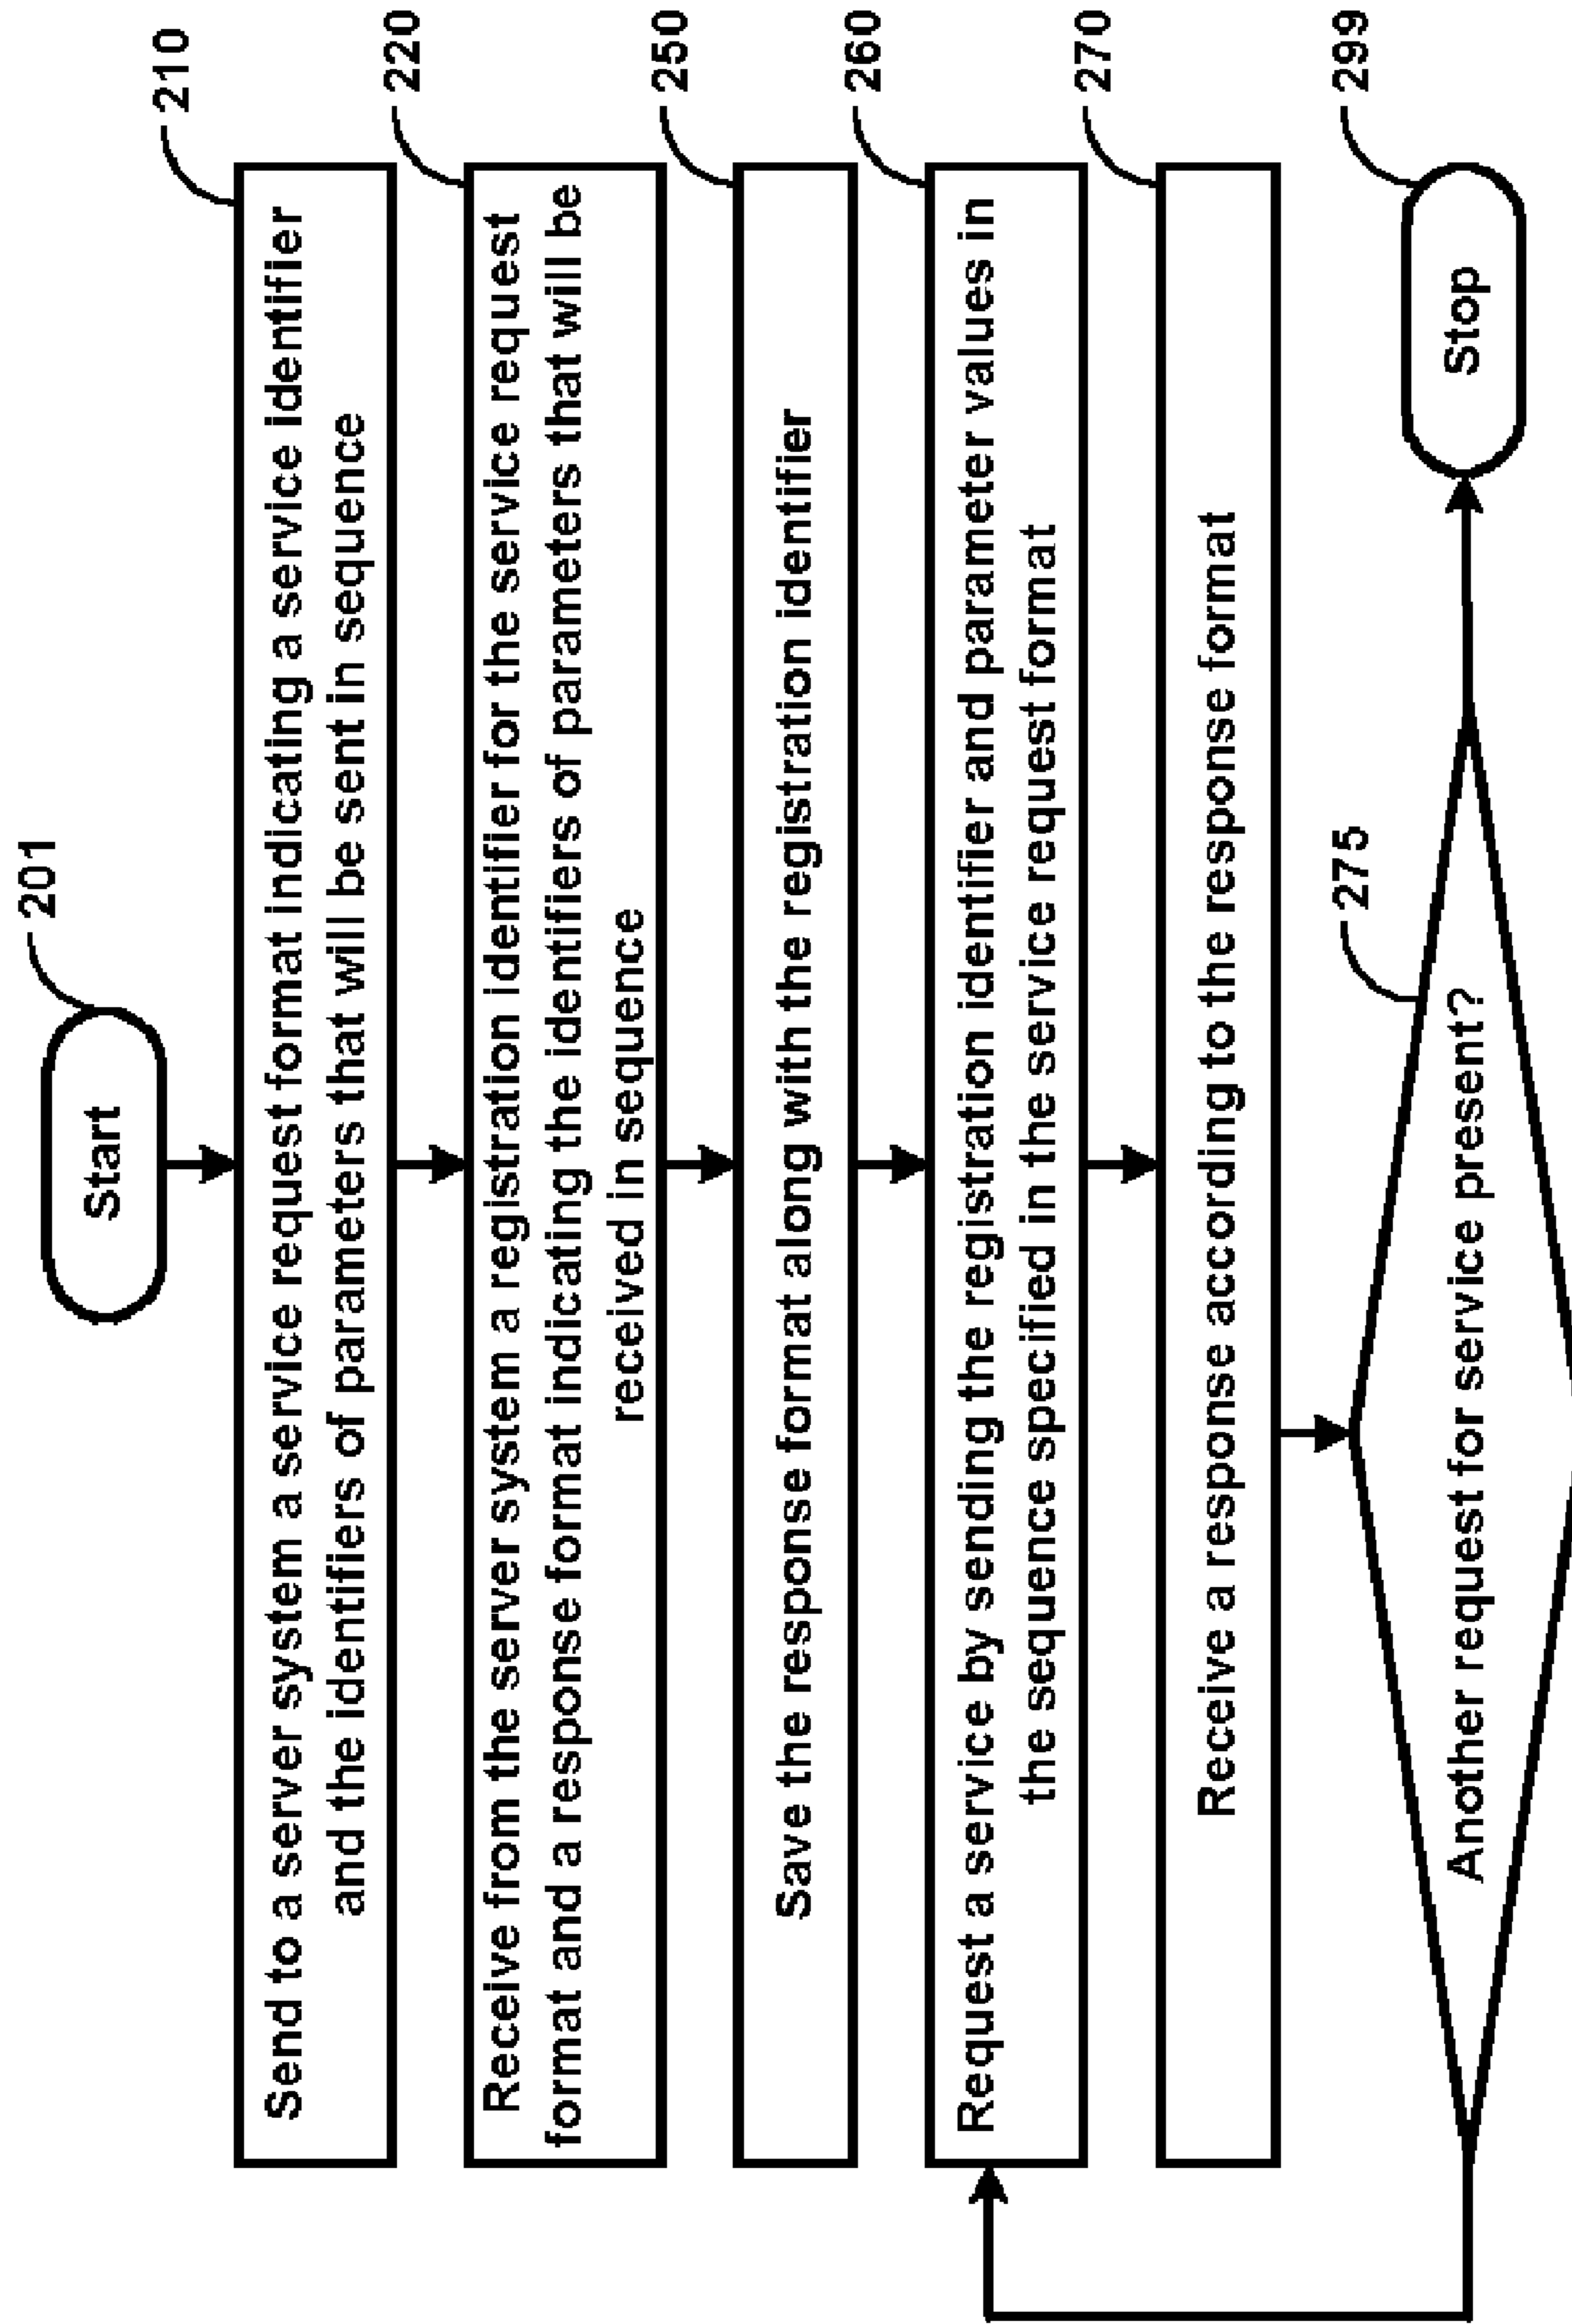 201
Start
210
Send to a server system a service request format indicating a service identifier
and the identifiers of parameters that will be sent in sequence
220
Receive from the server system a registration identifier for the service request
format and a response format indicating the identifiers of parameters that will be
received in sequence
250
Save the response format along with the registration identifier
260
Request a service by sending the registration identifier and parameter values in
the sequence specified in the service request format
270
Receive a response according to the response format
275
Another request for service present?
299
Stop